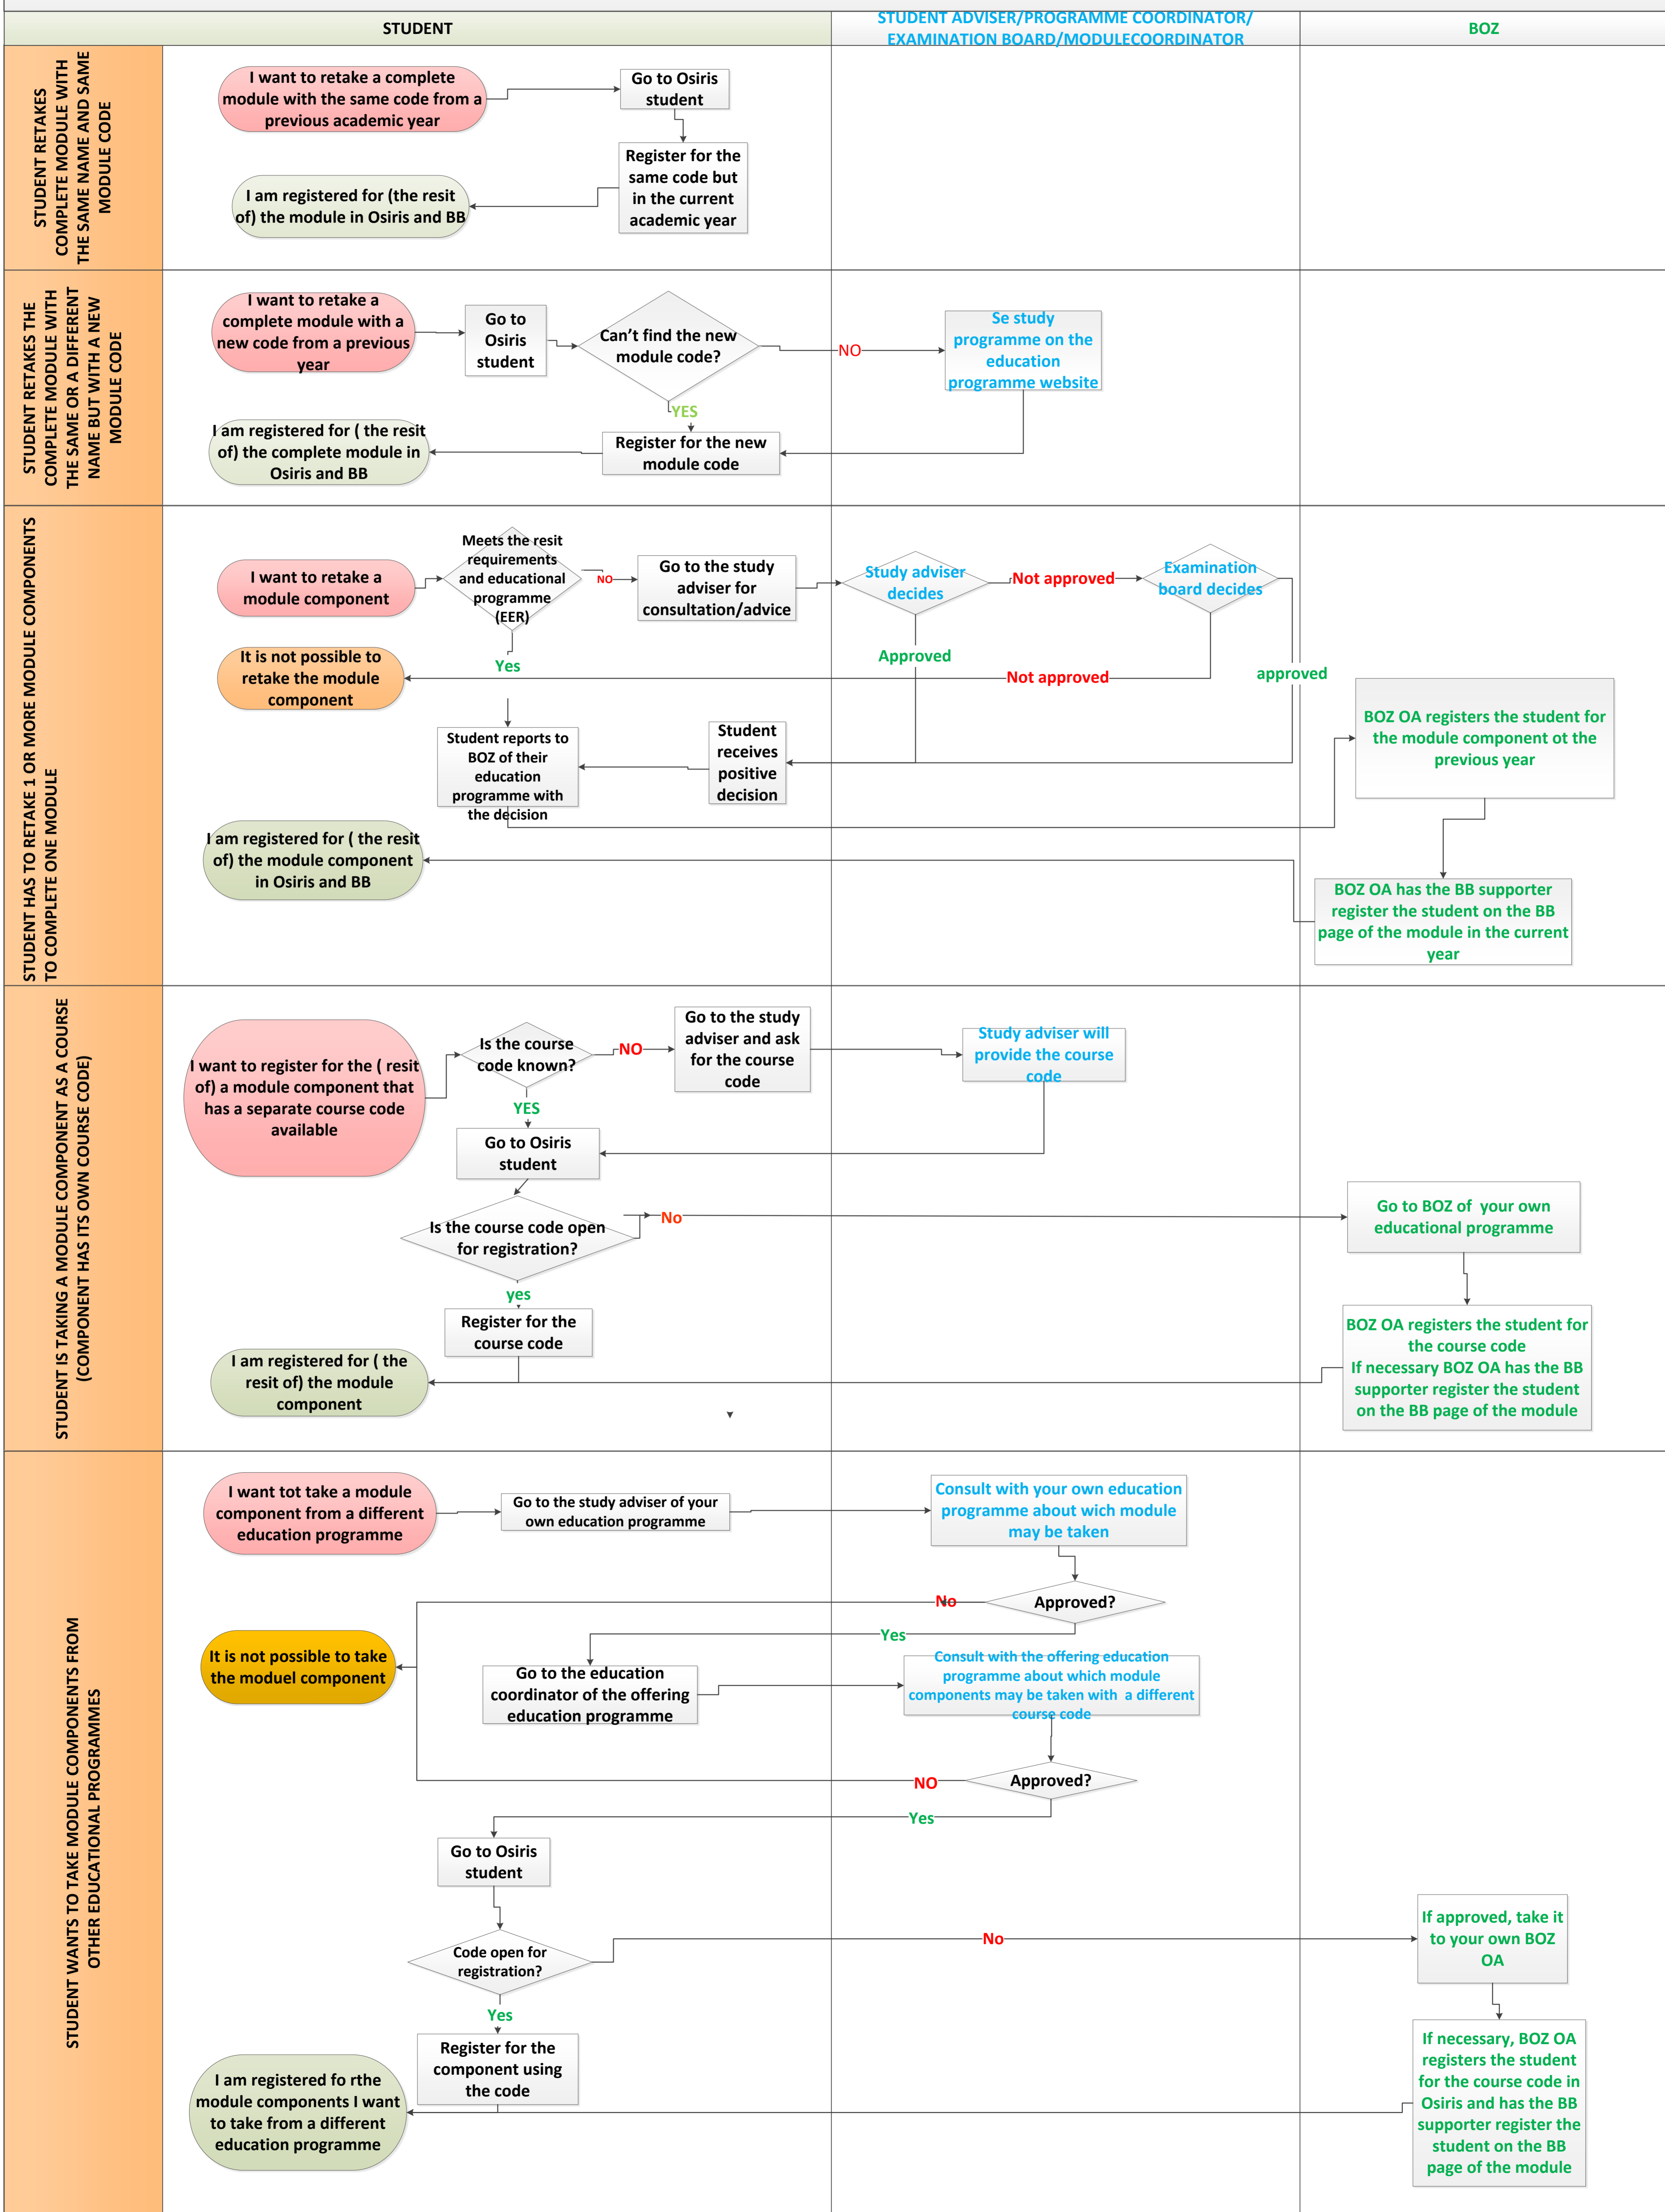 STUDENT
STUDENT ADVISER/PROGRAMME COORDINATOR/
EXAMINATION BOARD/MODULECOORDINATOR
BOZ
STUDENT RETAKES
COMPLETE MODULE WITH
THE SAME NAME AND SAME
MODULE CODE
I want to retake a complete
module with the same code from a
previous academic year
Go to Osiris
student
Register for the
same code but
in the current
academic year
I am registered for (the resit
of) the module in Osiris and BB
STUDENT RETAKES THE
COMPLETE MODULE WITH
THE SAME OR A DIFFERENT
NAME BUT WITH A NEW
MODULE CODE
I want to retake a
complete module with a
new code from a previous
year
Go to
Osiris
student
Can't find the new
module code?
NO
Se study
programme on the
education
programme website
YES
Register for the new
module code
I am registered for ( the resit
of) the complete module in
Osiris and BB
STUDENT HAS TO RETAKE 1 OR MORE MODULE COMPONENTS
TO COMPLETE ONE MODULE
I want to retake a
module component
Meets the resit
requirements
and educational
programme
(EER)
NO
Go to the study
adviser for
consultation/advice
Study adviser
decides
Not approved
Examination
board decides
Yes
Approved
Not approved
approved
It is not possible to
retake the module
component
Student reports to
BOZ of their
education
programme with
the decision
Student
receives
positive
decision
BOZ OA registers the student for
the module component ot the
previous year
I am registered for ( the resit
of) the module component
in Osiris and BB
BOZ OA has the BB supporter
register the student on the BB
page of the module in the current
year
STUDENT IS TAKING A MODULE COMPONENT AS A COURSE
(COMPONENT HAS ITS OWN COURSE CODE)
I want to register for the ( resit
of) a module component that
has a separate course code
available
Is the course
code known?
NO
Go to the study
adviser and ask
for the course
code
Study adviser will
provide the course
code
YES
Go to Osiris
student
Is the course code open
for registration?
No
Go to BOZ of  your own
educational programme
yes
Register for the
course code
I am registered for ( the
resit of) the module
component
BOZ OA registers the student for
the course code
If necessary BOZ OA has the BB
supporter register the student
on the BB page of the module
STUDENT WANTS TO TAKE MODULE COMPONENTS FROM
OTHER EDUCATIONAL PROGRAMMES
I want tot take a module
component from a different
education programme
Go to the study adviser of your
own education programme
Consult with your own education
programme about wich module
may be taken
Approved?
No
Yes
It is not possible to take
the moduel component
Go to the education
coordinator of the offering
education programme
Consult with the offering education
programme about which module
components may be taken with  a different
course code
Approved?
NO
Yes
Go to Osiris
student
Code open for
registration?
No
If approved, take it
to your own BOZ
OA
Yes
Register for the
component using
the code
I am registered fo rthe
module components I want
to take from a different
education programme
If necessary, BOZ OA
registers the student
for the course code in
Osiris and has the BB
supporter register the
student on the BB
page of the module